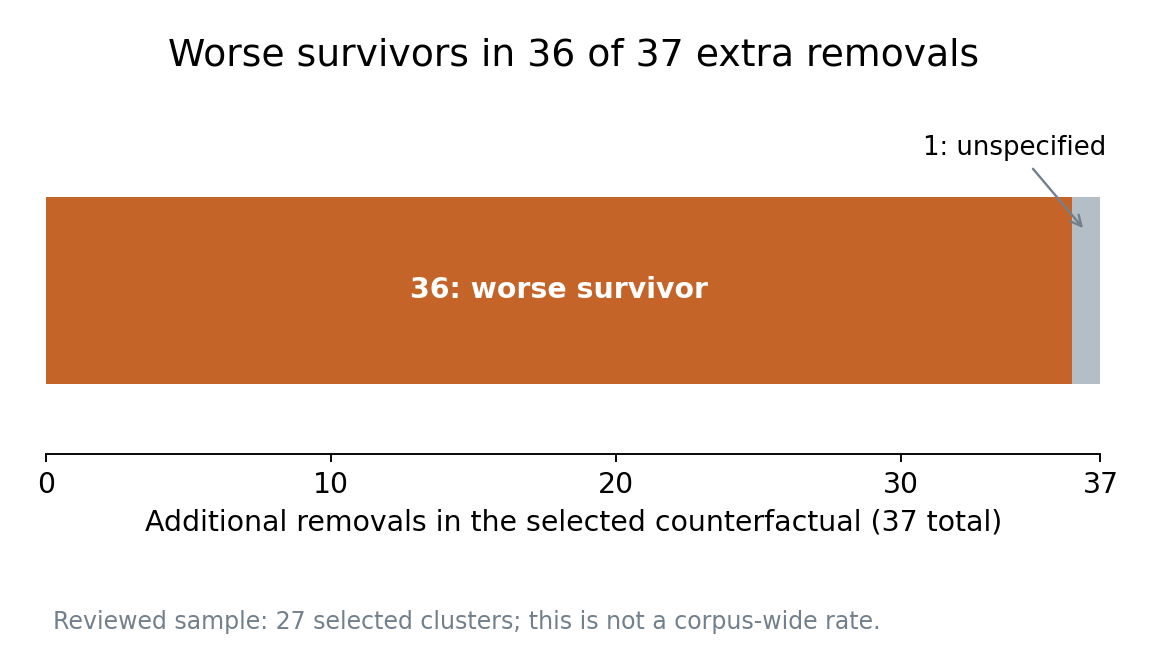 Worse survivors in 36 of 37 extra removals
1: unspecified
36: worse survivor
0 10 20 30 37
Additional removals in the selected counterfactual (37 total)
Reviewed sample: 27 selected clusters; this is not a corpus-wide rate.